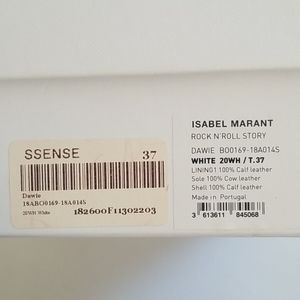 SSENSE 37
Dawie
18ABO0169-18A014S
20WH White 182600F11302203
ISABEL MARANT
ROCK N'ROLL STORY
DAWIE BO0169-18A014S
WHITE 20WH / T.37
LINING1 100% Calf leather
Sole 100% Cow leather
Shell 100% Calf leather
Made in Portugal
3 613611 845068